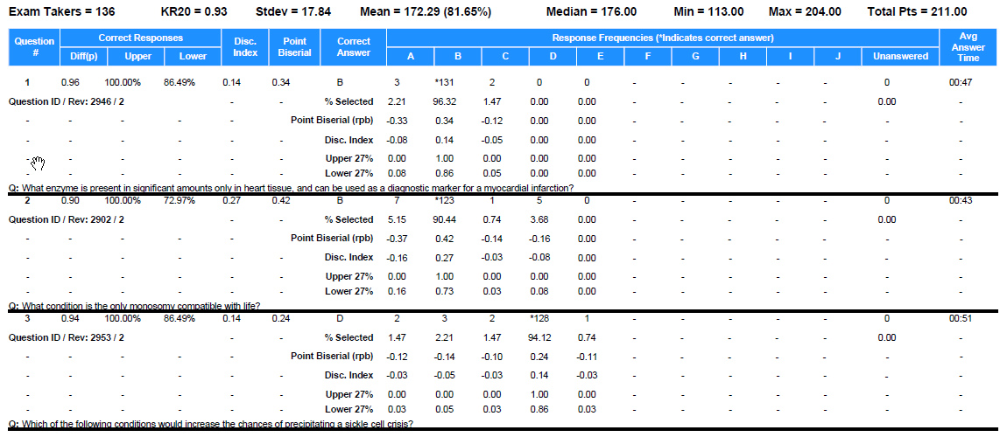 Exam Takers = 136 KR20 = 0.93 Stdev = 17.84 Mean = 172.29 (81.65%) Median = 176.00 Min = 113.00 Max = 204.00 Total Pts = 211.00
Question # Correct Responses Disc. Index Point Biserial Correct Answer Response Frequencies (*Indicates correct answer) Avg Answer Time
Diff(p) Upper Lower A B C D E F G H I J Unanswered
1 0.96 100.00% 86.49% 0.14 0.34 B 3 *131 2 0 0 - - - - - 0 00:47
Question ID / Rev: 2946 / 2 - - % Selected 2.21 96.32 1.47 0.00 0.00 - - - - - 0.00 -
- - - - - Point Biserial (rpb) -0.33 0.34 -0.12 0.00 0.00 - - - - - - -
- - - - - - Disc. Index -0.08 0.14 -0.05 0.00 0.00 - - - - - - -
- - - - - - Upper 27% 0.00 1.00 0.00 0.00 0.00 - - - - - - -
- - - - - - Lower 27% 0.08 0.86 0.05 0.00 0.00 - - - - - - -
Q: What enzyme is present in significant amounts only in heart tissue, and can be used as a diagnostic marker for a myocardial infarction?
2 0.90 100.00% 72.97% 0.27 0.42 B 7 *123 1 5 0 - - - - - 0 00:43
Question ID / Rev: 2902 / 2 - - % Selected 5.15 90.44 0.74 3.68 0.00 - - - - - 0.00 -
- - - - - Point Biserial (rpb) -0.37 0.42 -0.14 -0.16 0.00 - - - - - - -
- - - - - - Disc. Index -0.16 0.27 -0.03 -0.08 0.00 - - - - - - -
- - - - - - Upper 27% 0.00 1.00 0.00 0.00 0.00 - - - - - - -
- - - - - - Lower 27% 0.16 0.73 0.03 0.08 0.00 - - - - - - -
Q: What condition is the only monosomy compatible with life?
3 0.94 100.00% 86.49% 0.14 0.24 D 2 3 2 *128 1 - - - - - 0 00:51
Question ID / Rev: 2953 / 2 - - % Selected 1.47 2.21 1.47 94.12 0.74 - - - - - 0.00 -
- - - - - Point Biserial (rpb) -0.12 -0.14 -0.10 0.24 -0.11 - - - - - - -
- - - - - - Disc. Index -0.03 -0.05 -0.03 0.14 -0.03 - - - - - - -
- - - - - - Upper 27% 0.00 0.00 0.00 1.00 0.00 - - - - - - -
- - - - - - Lower 27% 0.03 0.05 0.03 0.86 0.03 - - - - - - -
Q: Which of the following conditions would increase the chances of precipitating a sickle cell crisis?